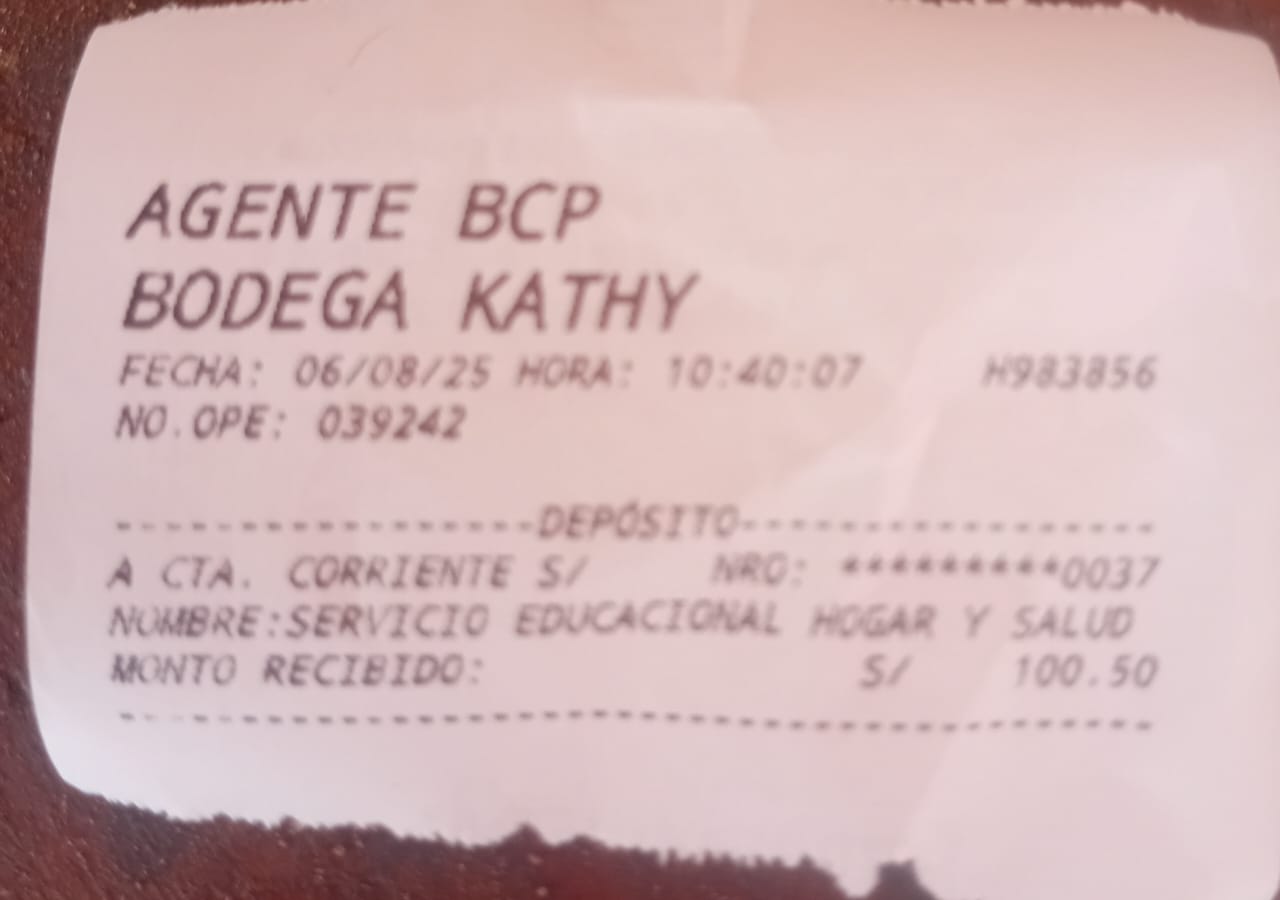 AGENTE BCP
BODEGA KATHY
FECHA: 06/08/25 HORA: 10:40:07 H983856
NO.OPE: 039242
-----------------DEPÓSITO-----------------
A CTA. CORRIENTE S/ NRO: *********0037
NOMBRE:SERVICIO EDUCACIONAL HOGAR Y SALUD
MONTO RECIBIDO: S/ 100.50
------------------------------------------